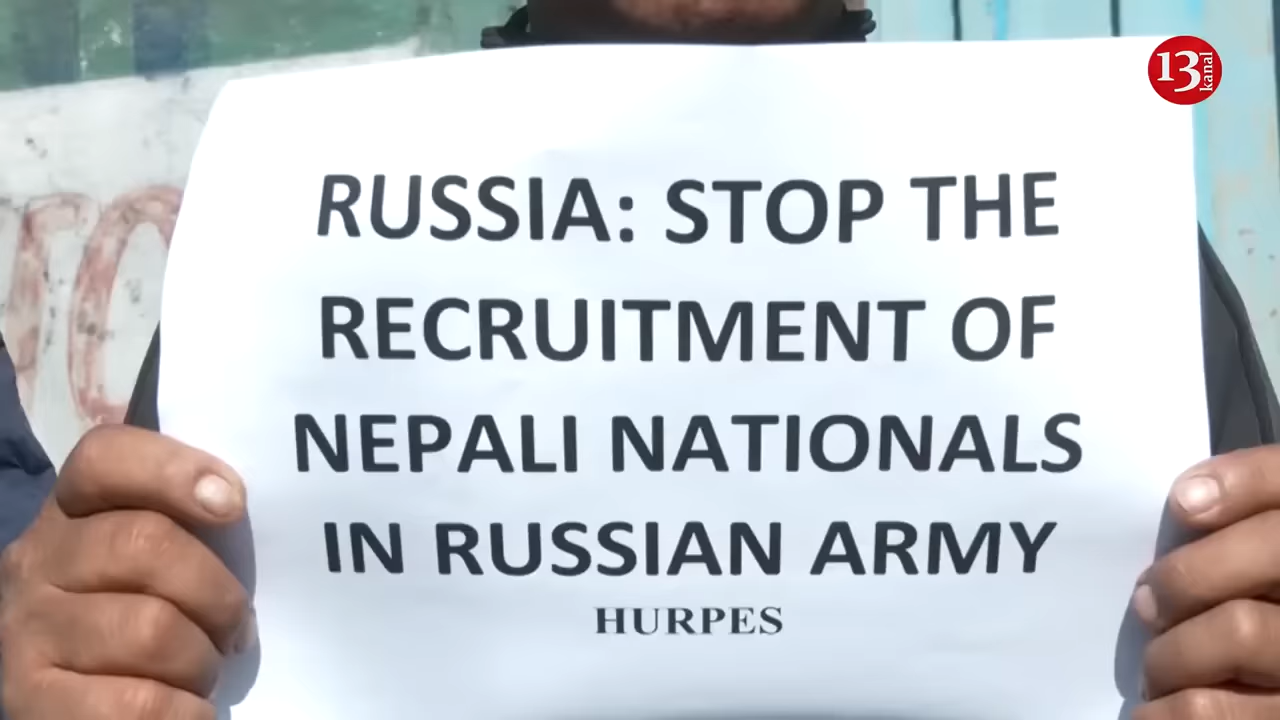 13 kanal
RUSSIA: STOP THE
RECRUITMENT OF
NEPALI NATIONALS
IN RUSSIAN ARMY
HURPES